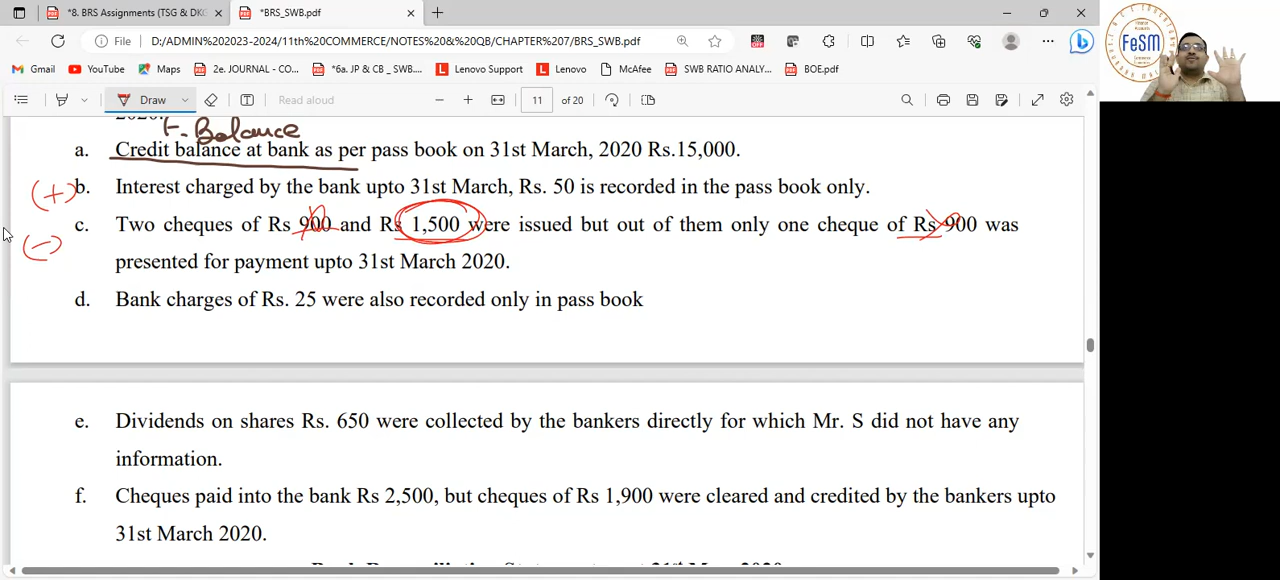 *8. BRS Assignments (TSG & DKG
*BRS_SWB.pdf
File D:/ADMIN%202023-2024/11th%20COMMERCE/NOTES%20&%20QB/CHAPTER%207/BRS_SWB.pdf
Gmail YouTube Maps 2e. JOURNAL - CO... *6a. JP & CB _ SWB.... Lenovo Support Lenovo McAfee SWB RATIO ANALY... BOE.pdf
Draw Read aloud 11 of 20
2020.
F. Balance
a. Credit balance at bank as per pass book on 31st March, 2020 Rs.15,000.
(+) b. Interest charged by the bank upto 31st March, Rs. 50 is recorded in the pass book only.
c. Two cheques of Rs 900 and Rs 1,500 were issued but out of them only one cheque of Rs 900 was
(-) presented for payment upto 31st March 2020.
d. Bank charges of Rs. 25 were also recorded only in pass book
e. Dividends on shares Rs. 650 were collected by the bankers directly for which Mr. S did not have any
information.
f. Cheques paid into the bank Rs 2,500, but cheques of Rs 1,900 were cleared and credited by the bankers upto
31st March 2020.
FeSM